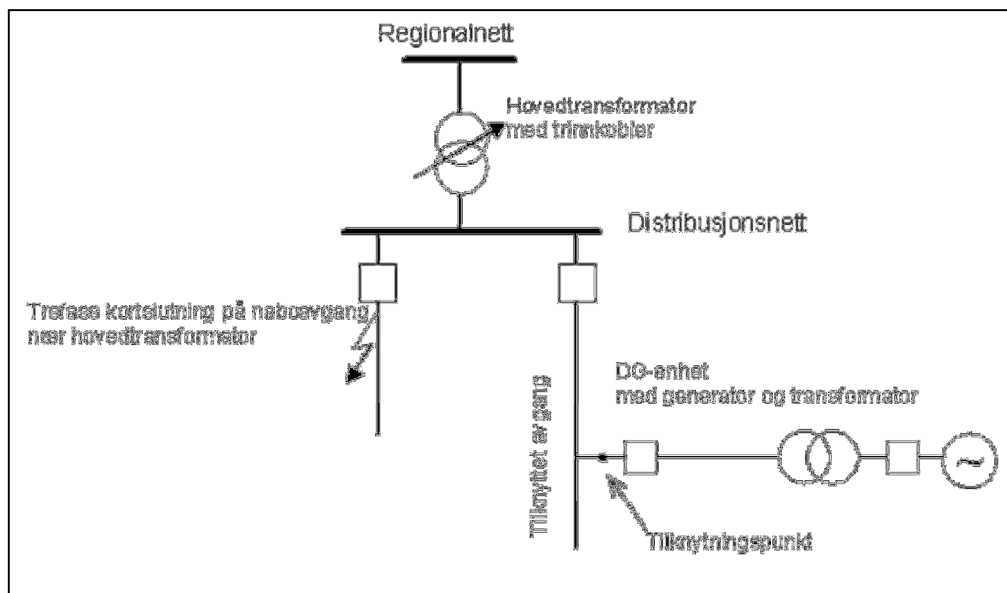 Regionalnett
Hovedtransformator
med trinnkobler
Distribusjonsnett
Trefase kortslutning på naboavgang
nær hovedtransformator
DG-enhet
med generator og transformator
Tilknyttet avgang
Tilknytningspunkt
~